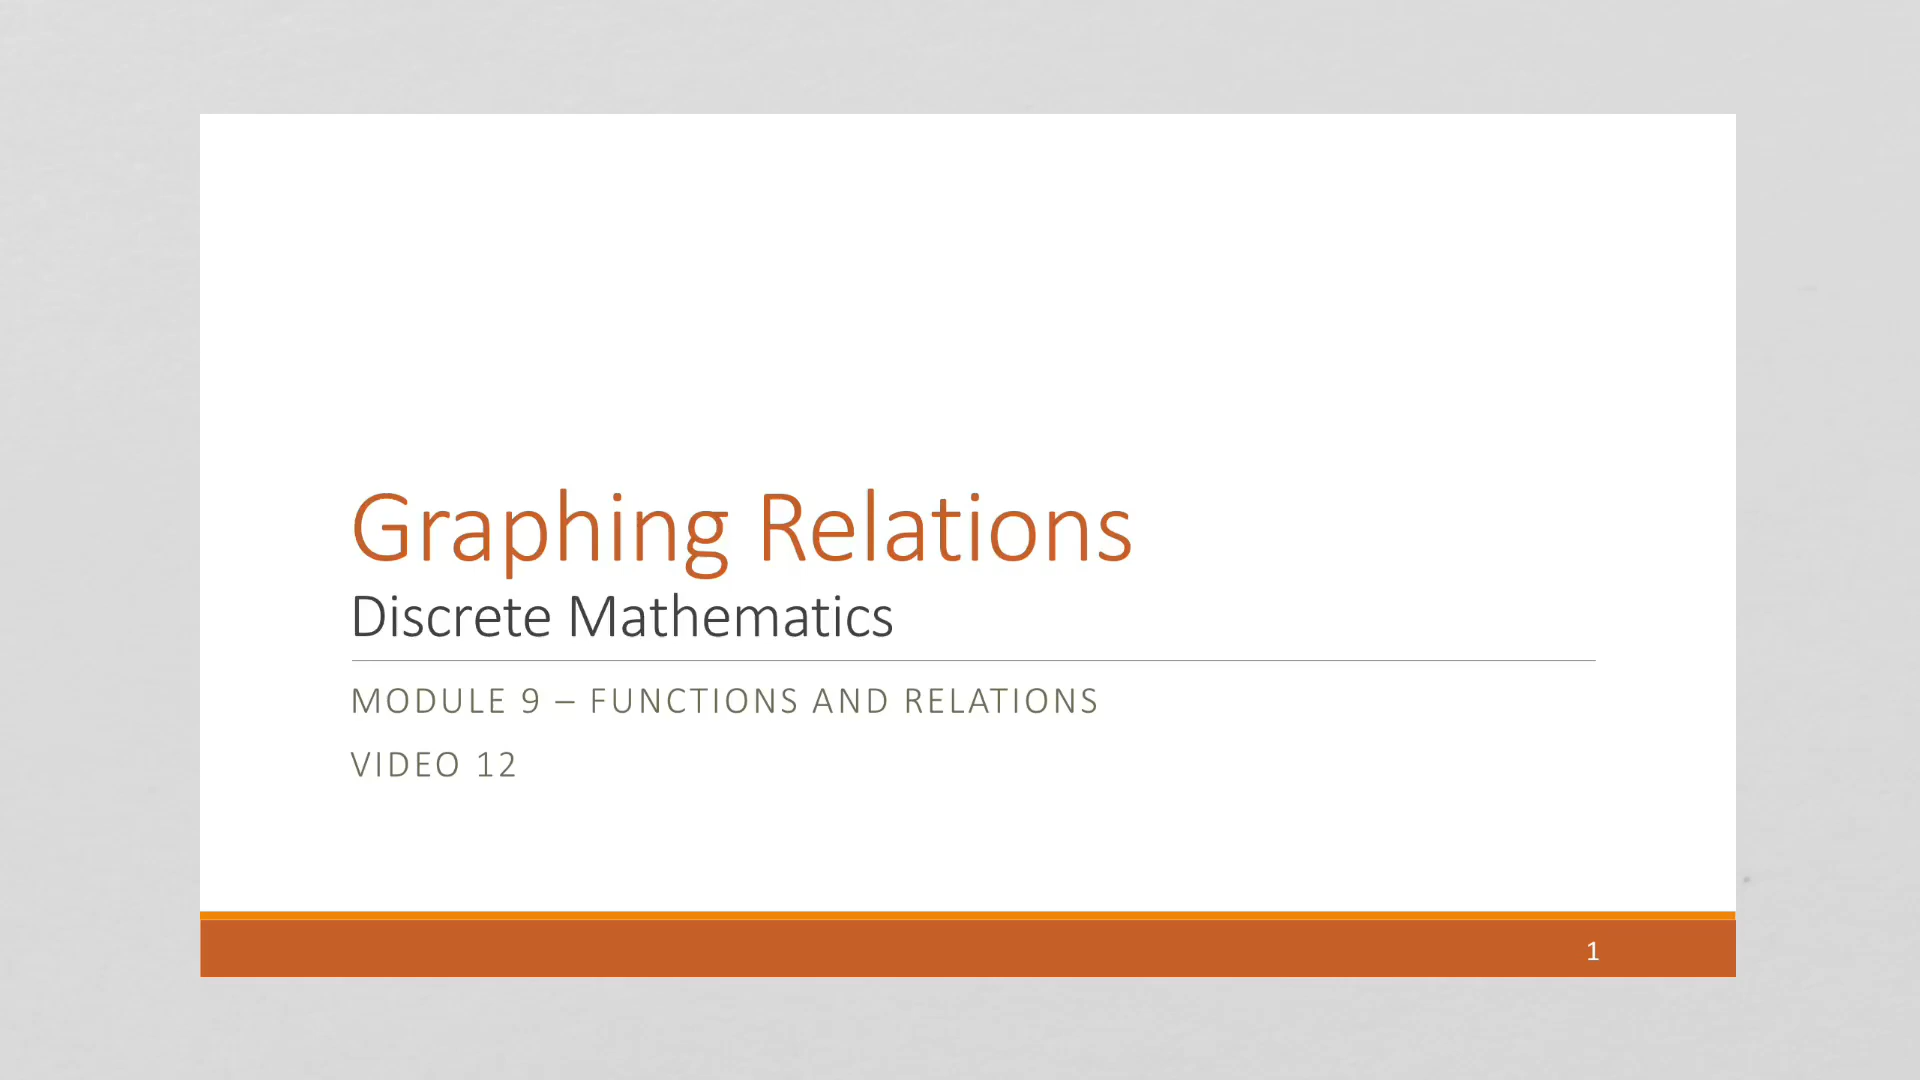 Graphing Relations
Discrete Mathematics
MODULE 9 – FUNCTIONS AND RELATIONS
VIDEO 12
1